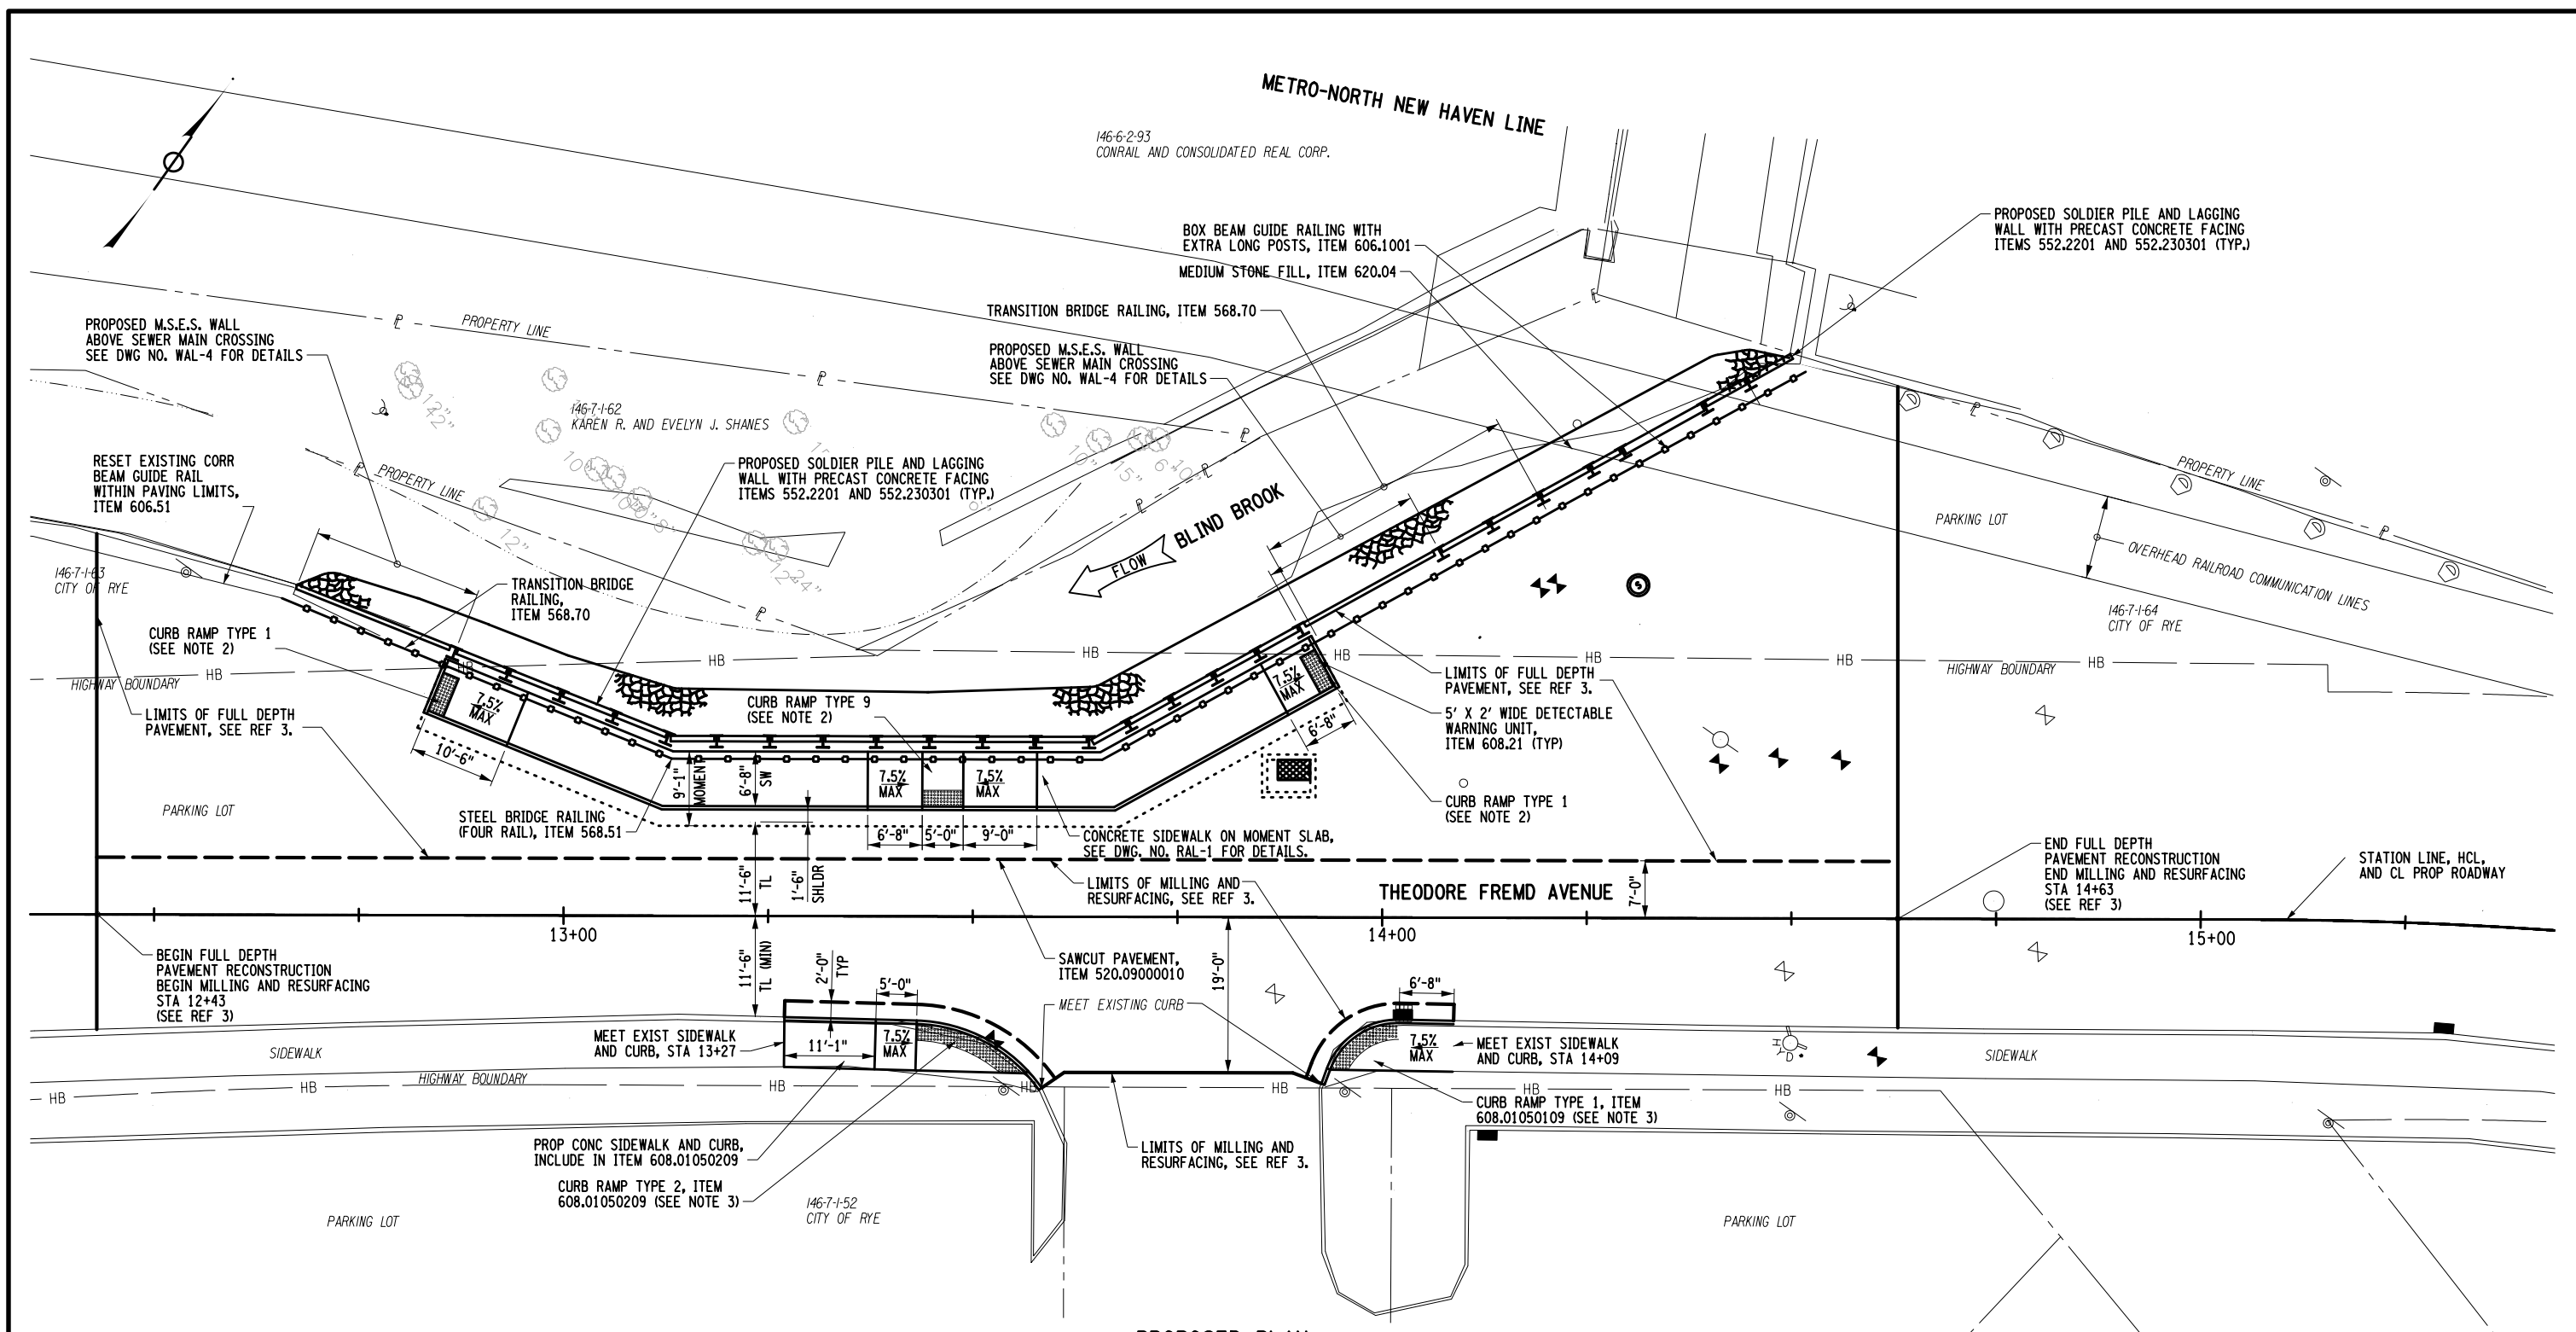 METRO-NORTH NEW HAVEN LINE
146-6-2-93
CONRAIL AND CONSOLIDATED REAL CORP.
BOX BEAM GUIDE RAILING WITH
EXTRA LONG POSTS, ITEM 606.1001
MEDIUM STONE FILL, ITEM 620.04
TRANSITION BRIDGE RAILING, ITEM 568.70
PROPOSED M.S.E.S. WALL
ABOVE SEWER MAIN CROSSING
SEE DWG NO. WAL-4 FOR DETAILS
PROPOSED SOLDIER PILE AND LAGGING
WALL WITH PRECAST CONCRETE FACING
ITEMS 552.2201 AND 552.230301 (TYP.)
PROPOSED M.S.E.S. WALL
ABOVE SEWER MAIN CROSSING
SEE DWG NO. WAL-4 FOR DETAILS
PROPERTY LINE
146-7-1-62
KAREN R. AND EVELYN J. SHANES
12"
42"
10"
15"
6"
10"
8"
12"
12"
24"
RESET EXISTING CORR
BEAM GUIDE RAIL
WITHIN PAVING LIMITS,
ITEM 606.51
PROPERTY LINE
PROPOSED SOLDIER PILE AND LAGGING
WALL WITH PRECAST CONCRETE FACING
ITEMS 552.2201 AND 552.230301 (TYP.)
BLIND BROOK
FLOW
PROPERTY LINE
PARKING LOT
OVERHEAD RAILROAD COMMUNICATION LINES
146-7-1-63
CITY OF RYE
TRANSITION BRIDGE
RAILING,
ITEM 568.70
146-7-1-64
CITY OF RYE
S
CURB RAMP TYPE 1
(SEE NOTE 2)
HB
HB
HB
HB
HB
HB
HB
HB
HIGHWAY BOUNDARY
HIGHWAY BOUNDARY
LIMITS OF FULL DEPTH
PAVEMENT, SEE REF 3.
7.5%
MAX
10'-6"
CURB RAMP TYPE 9
(SEE NOTE 2)
7.5%
MAX
6'-8"
LIMITS OF FULL DEPTH
PAVEMENT, SEE REF 3.
5' X 2' WIDE DETECTABLE
WARNING UNIT,
ITEM 608.21 (TYP)
CURB RAMP TYPE 1
(SEE NOTE 2)
PARKING LOT
STEEL BRIDGE RAILING
(FOUR RAIL), ITEM 568.51
9'-1"
MOMENT
6'-8"
SW
7.5%
MAX
7.5%
MAX
6'-8"
5'-0"
9'-0"
CONCRETE SIDEWALK ON MOMENT SLAB,
SEE DWG. NO. RAL-1 FOR DETAILS.
11'-6"
TL
1'-6"
SHLDR
LIMITS OF MILLING AND
RESURFACING, SEE REF 3.
THEODORE FREMD AVENUE
7'-0"
END FULL DEPTH
PAVEMENT RECONSTRUCTION
END MILLING AND RESURFACING
STA 14+63
(SEE REF 3)
STATION LINE, HCL,
AND CL PROP ROADWAY
13+00
14+00
15+00
BEGIN FULL DEPTH
PAVEMENT RECONSTRUCTION
BEGIN MILLING AND RESURFACING
STA 12+43
(SEE REF 3)
11'-6"
TL (MIN)
2'-0"
TYP
5'-0"
SAWCUT PAVEMENT,
ITEM 520.09000010
MEET EXISTING CURB
19'-0"
6'-8"
SIDEWALK
MEET EXIST SIDEWALK
AND CURB, STA 13+27
11'-1"
7.5%
MAX
7.5%
MAX
MEET EXIST SIDEWALK
AND CURB, STA 14+09
HYD.
SIDEWALK
HB
HB
HIGHWAY BOUNDARY
HB
HB
HB
HB
HB
CURB RAMP TYPE 1, ITEM
608.01050109 (SEE NOTE 3)
PROP CONC SIDEWALK AND CURB,
INCLUDE IN ITEM 608.01050209
CURB RAMP TYPE 2, ITEM
608.01050209 (SEE NOTE 3)
LIMITS OF MILLING AND
RESURFACING, SEE REF 3.
PARKING LOT
146-7-1-52
CITY OF RYE
PARKING LOT